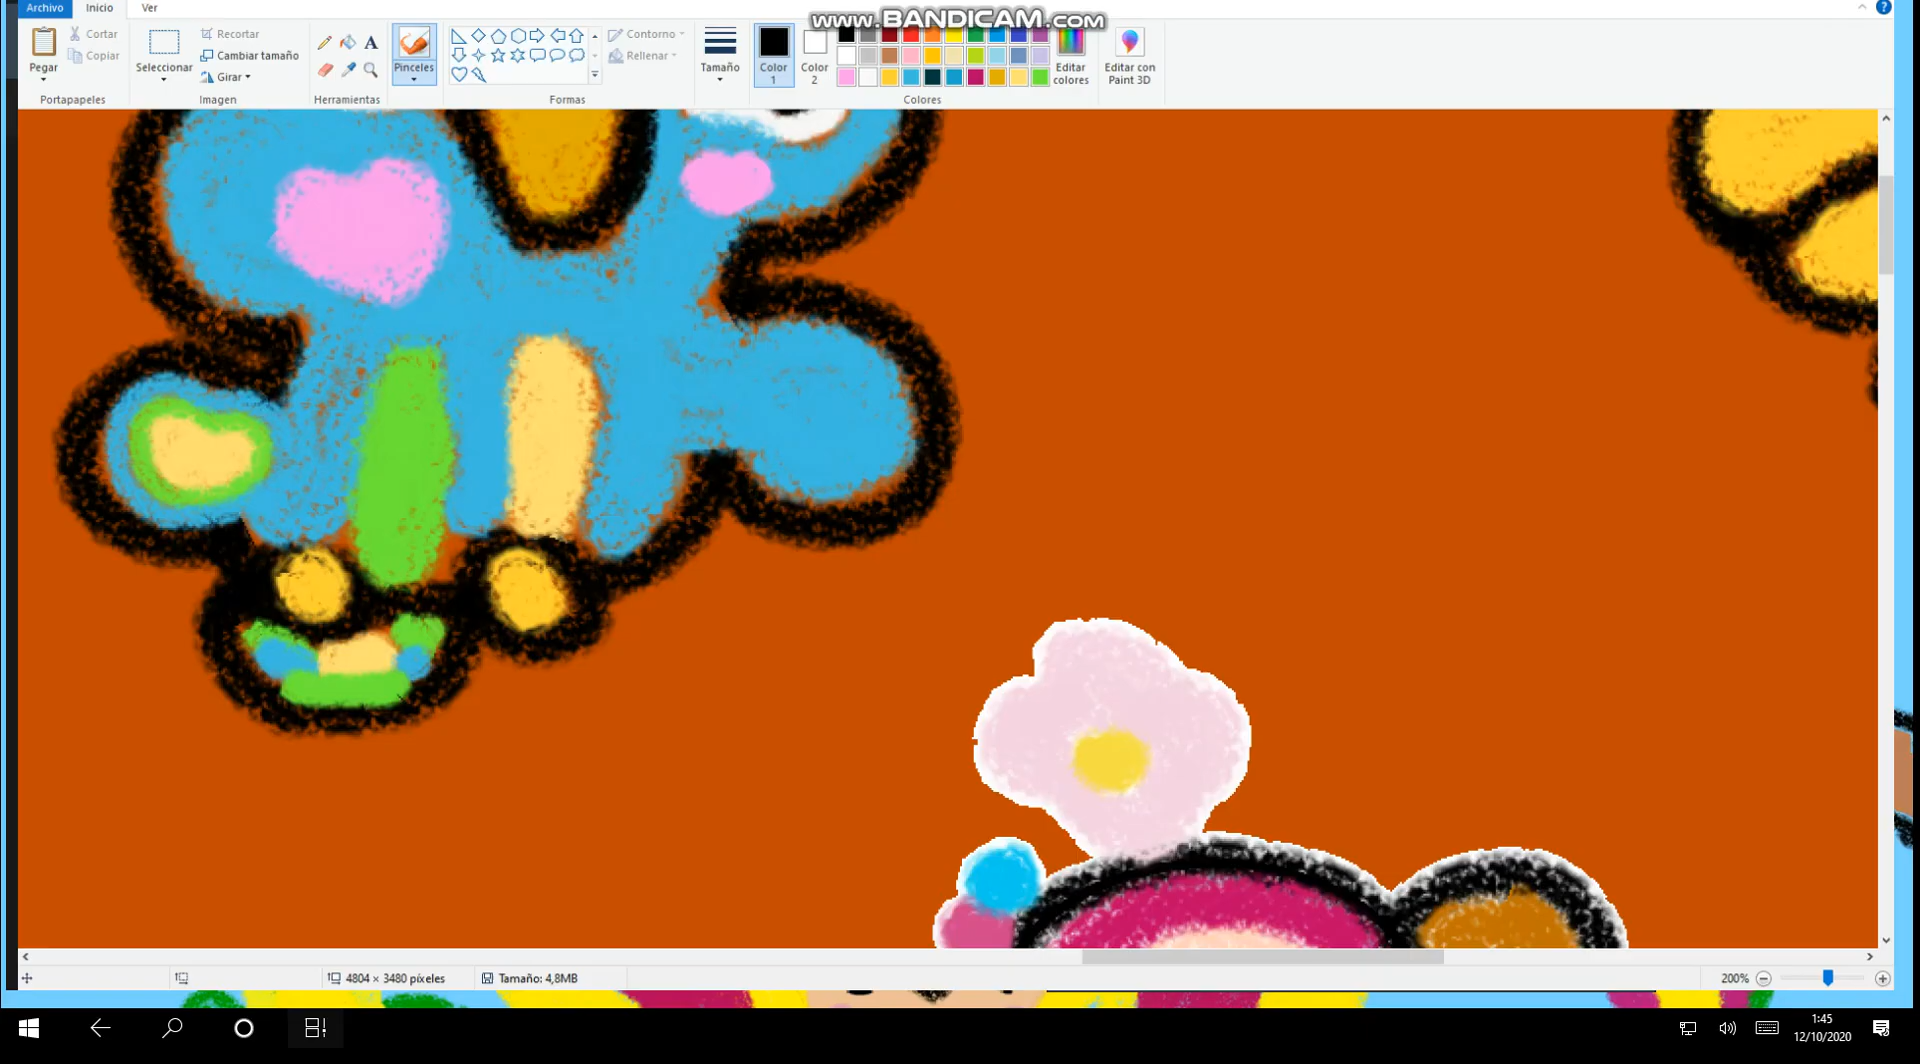 Archivo Inicio Ver
www.BANDICAM.com
Pegar
Cortar
Copiar
Portapapeles
Seleccionar
Recortar
Cambiar tamaño
Girar
Imagen
A
Herramientas
Pinceles
Contorno
Rellenar
Formas
Tamaño
Color
1
Color
2
Editar
colores
Colores
Editar con
Paint 3D
4804 × 3480 píxeles
Tamaño: 4,8MB
200%
1:45
12/10/2020